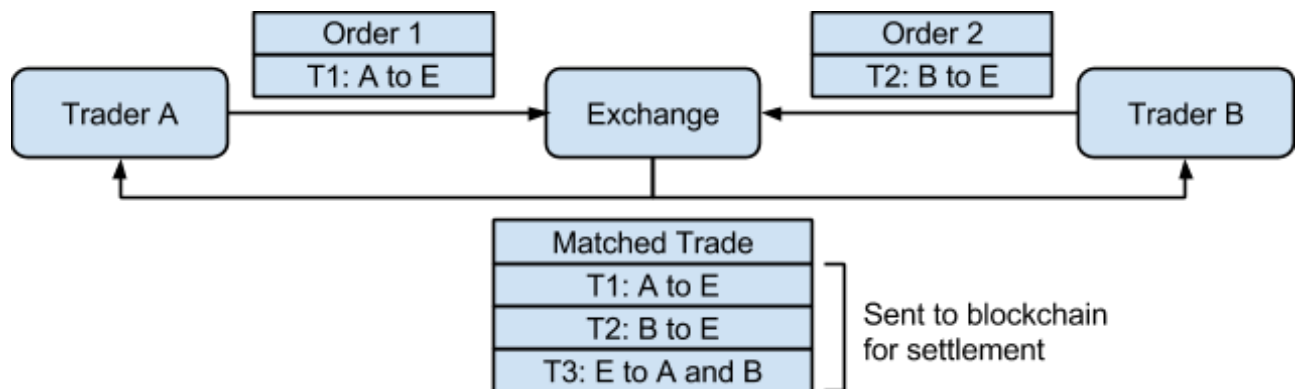 Order 1
T1: A to E
Order 2
T2: B to E
Trader A
Exchange
Trader B
Matched Trade
T1: A to E
T2: B to E
T3: E to A and B
Sent to blockchain
for settlement